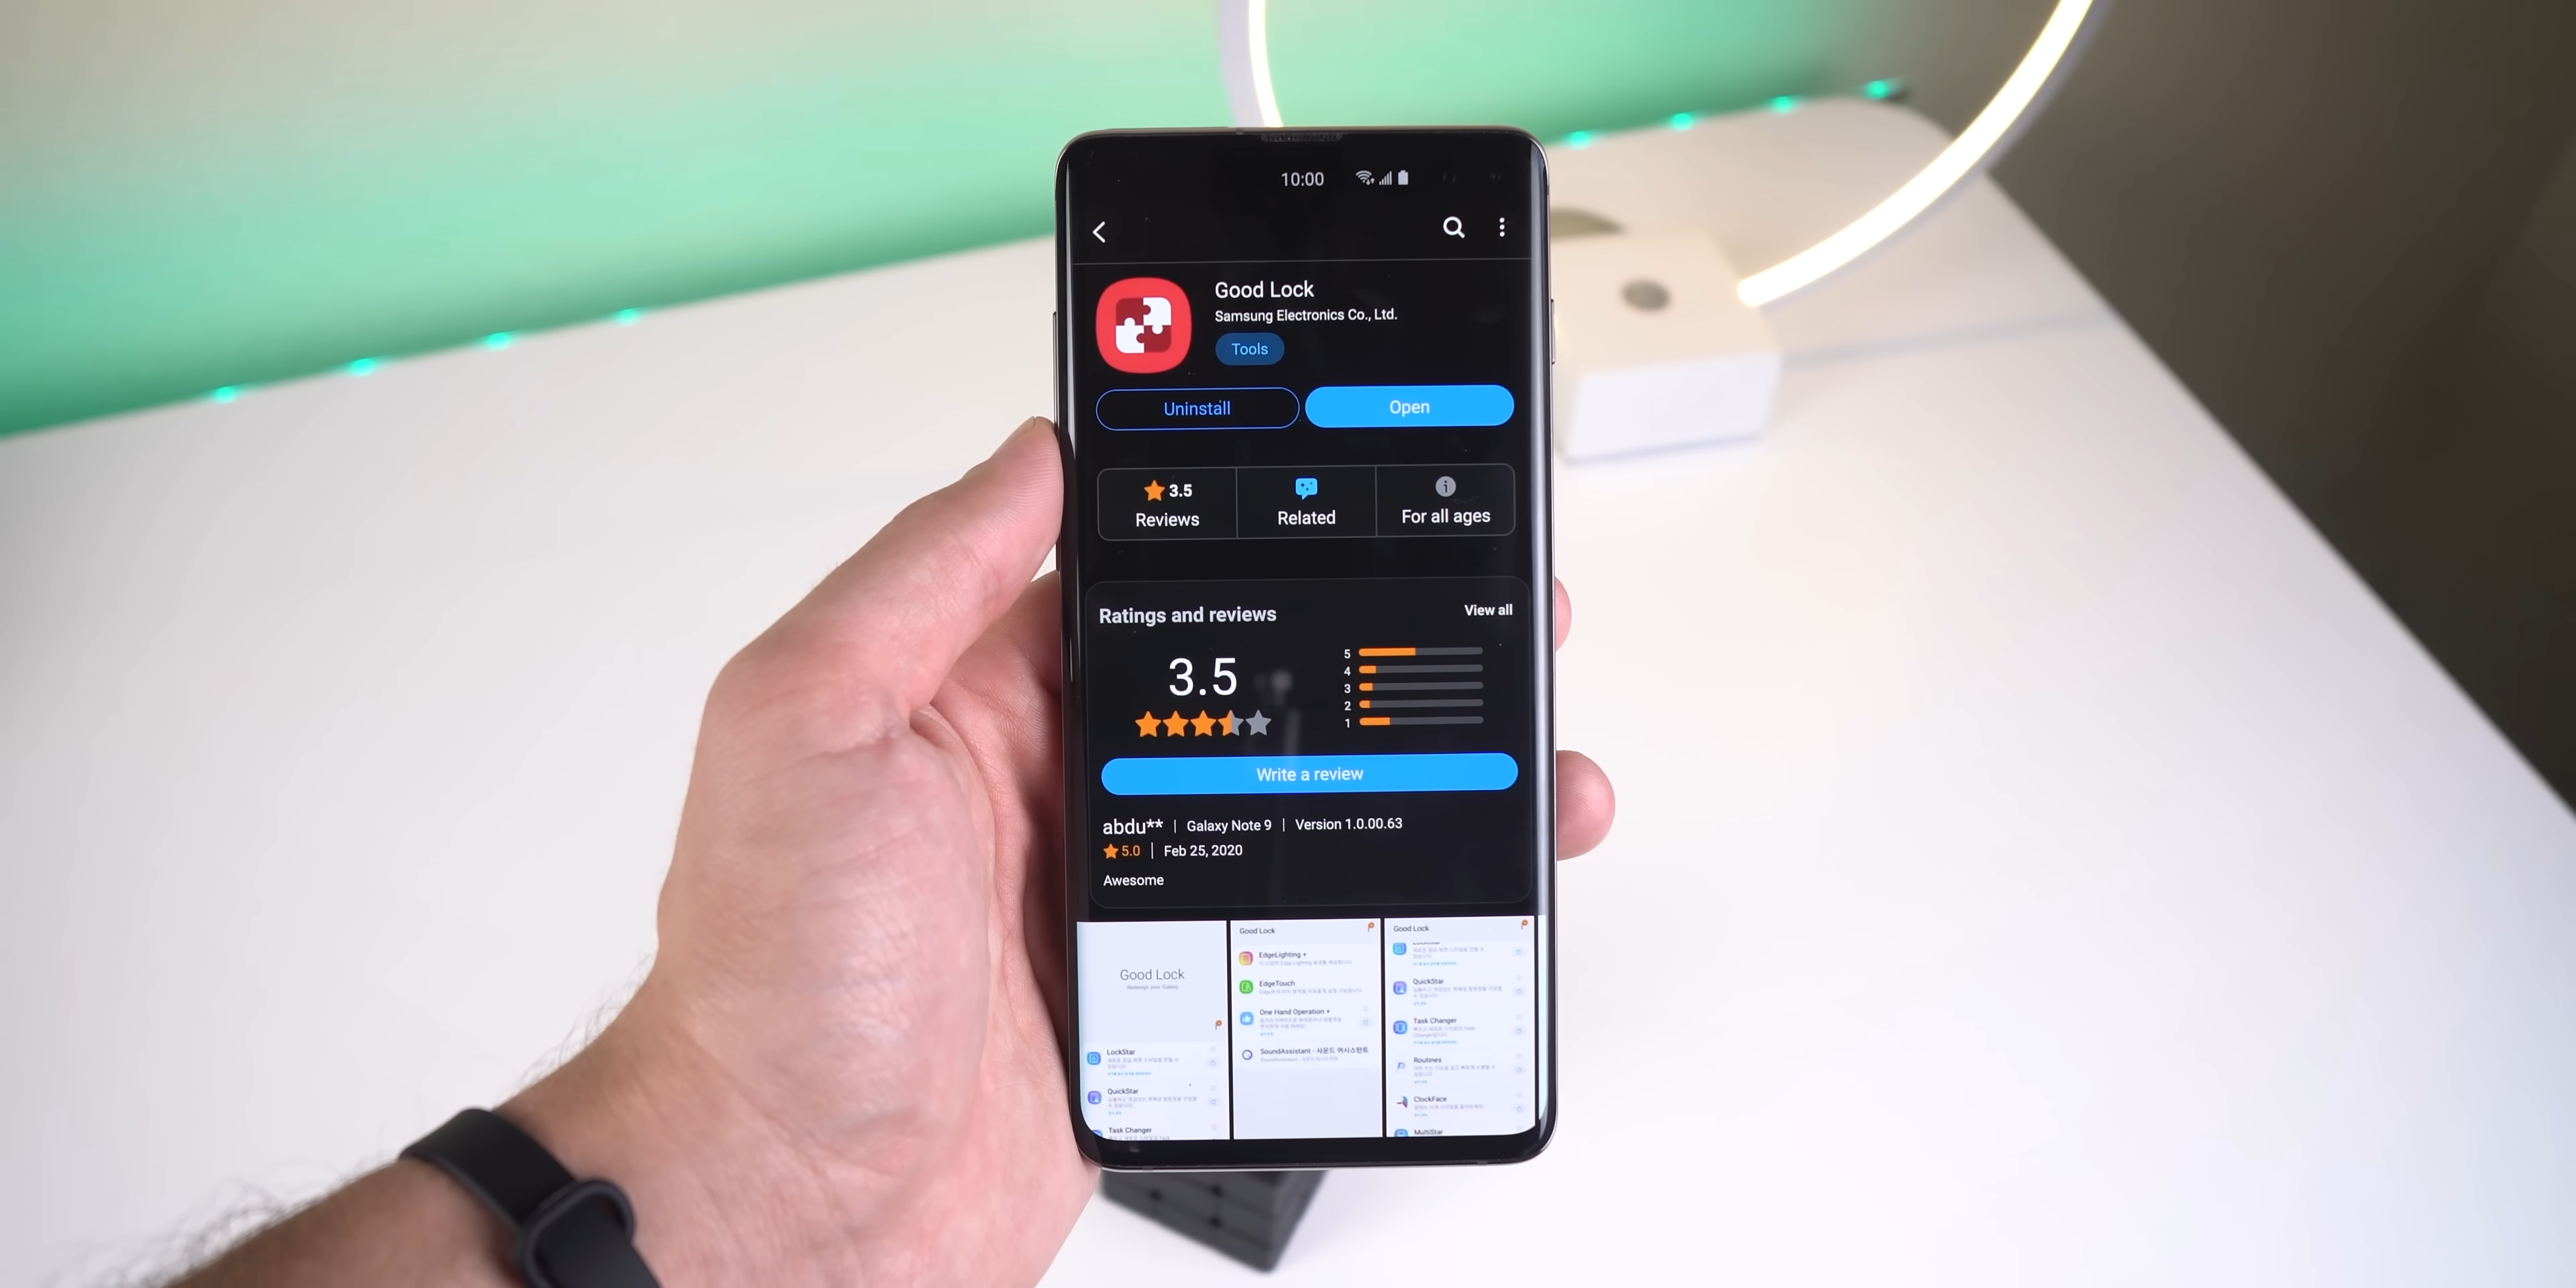 10:00
Good Lock
Samsung Electronics Co., Ltd.
Tools
Uninstall
Open
3.5
Reviews
Related
For all ages
Ratings and reviews
View all
3.5
5
4
3
2
1
Write a review
abdu** | Galaxy Note 9 | Version 1.0.00.63
5.0 | Feb 25, 2020
Awesome
Good Lock
Redesign your Galaxy
LockStar
QuickStar
Task Changer
Good Lock
EdgeLighting +
EdgeTouch
One Hand Operation +
SoundAssistant - 사운드 어시스턴트
Good Lock
QuickStar
Task Changer
Routines
ClockFace
MultiStar